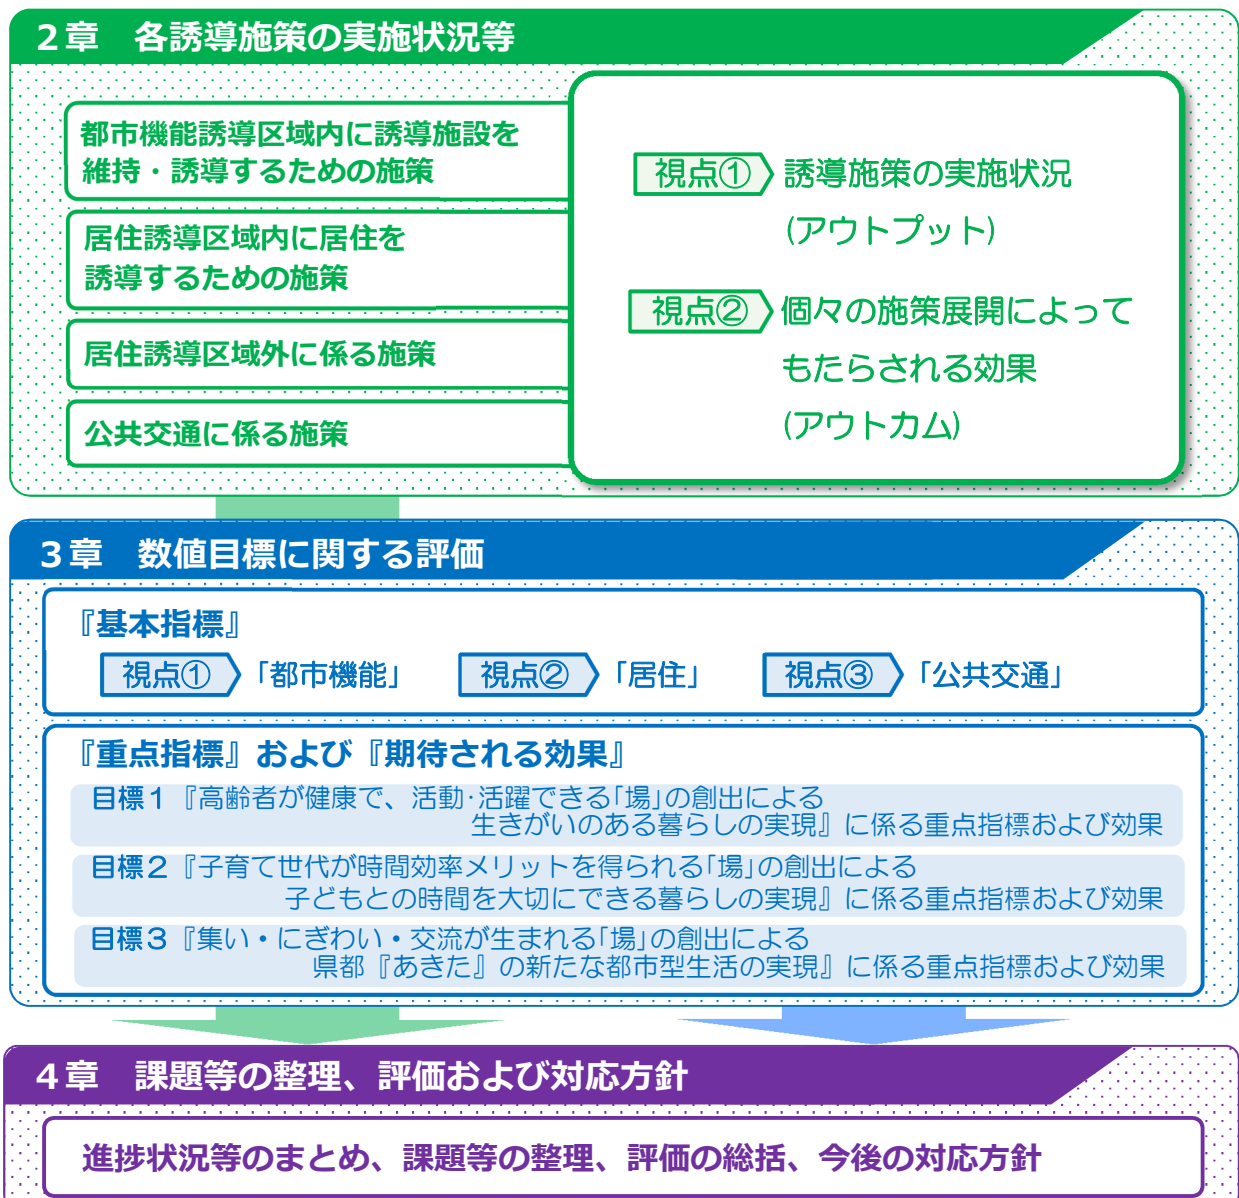 2章 各誘導施策の実施状況等
都市機能誘導区域内に誘導施設を
維持・誘導するための施策
居住誘導区域内に居住を
誘導するための施策
居住誘導区域外に係る施策
公共交通に係る施策
視点① 誘導施策の実施状況
(アウトプット)
視点② 個々の施策展開によって
もたらされる効果
(アウトカム)
3章 数値目標に関する評価
『基本指標』
視点① 「都市機能」 視点② 「居住」 視点③ 「公共交通」
『重点指標』および『期待される効果』
目標1『高齢者が健康で、活動・活躍できる「場」の創出による
生きがいのある暮らしの実現』に係る重点指標および効果
目標2『子育て世代が時間効率メリットを得られる「場」の創出による
子どもとの時間を大切にできる暮らしの実現』に係る重点指標および効果
目標3『集い・にぎわい・交流が生まれる「場」の創出による
県都『あきた』の新たな都市型生活の実現』に係る重点指標および効果
4章 課題等の整理、評価および対応方針
進捗状況等のまとめ、課題等の整理、評価の総括、今後の対応方針